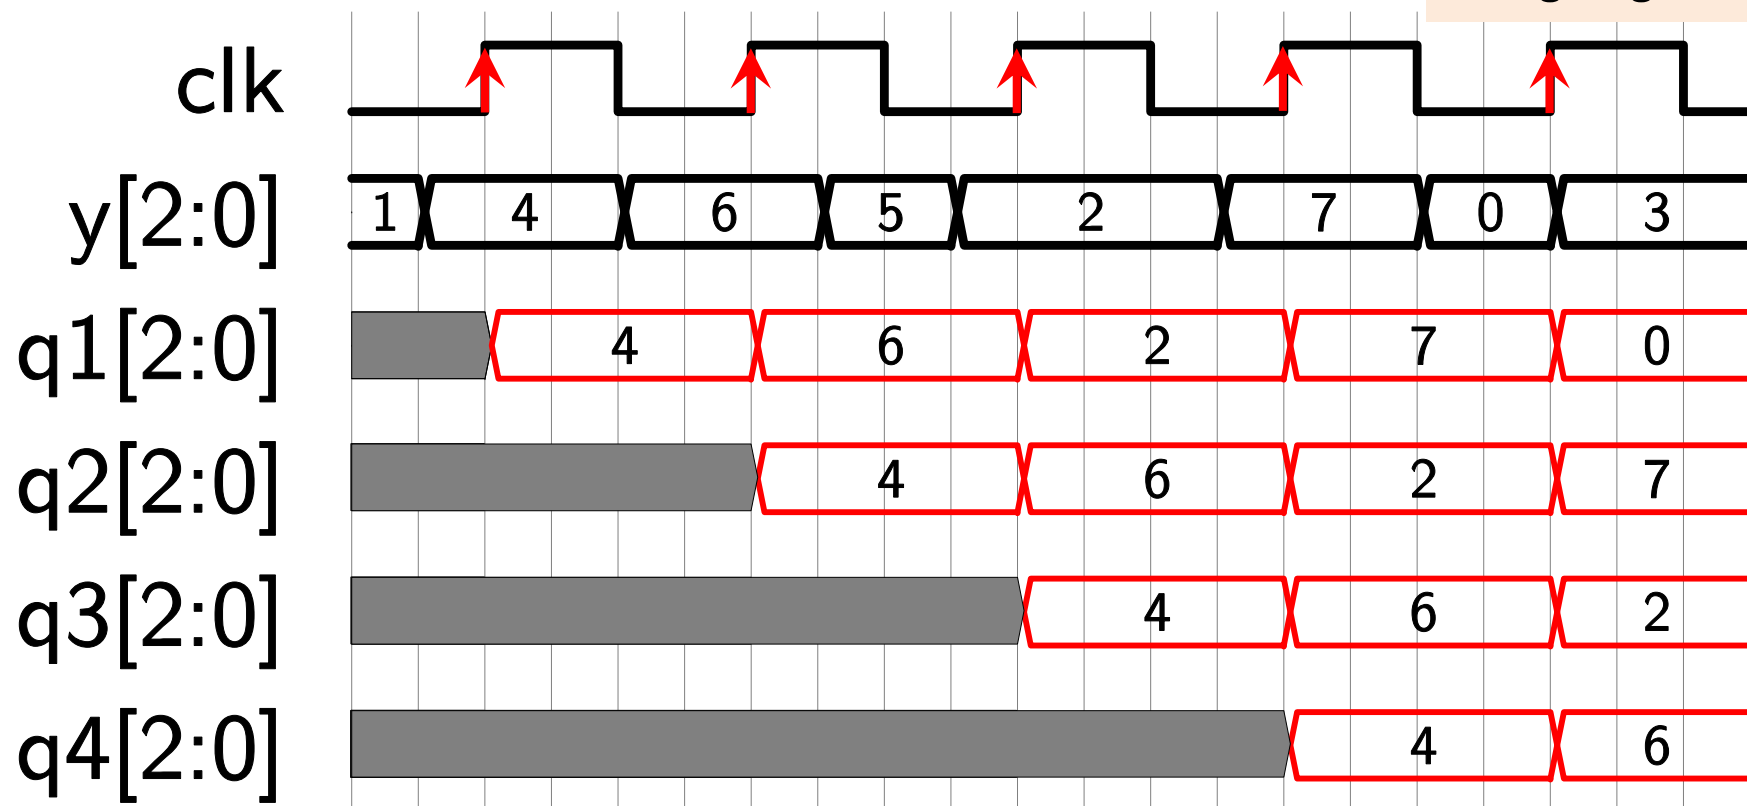 clk
y[2:0] 1 4 6 5 2 7 0 3
q1[2:0] 4 6 2 7 0
q2[2:0] 4 6 2 7
q3[2:0] 4 6 2
q4[2:0] 4 6